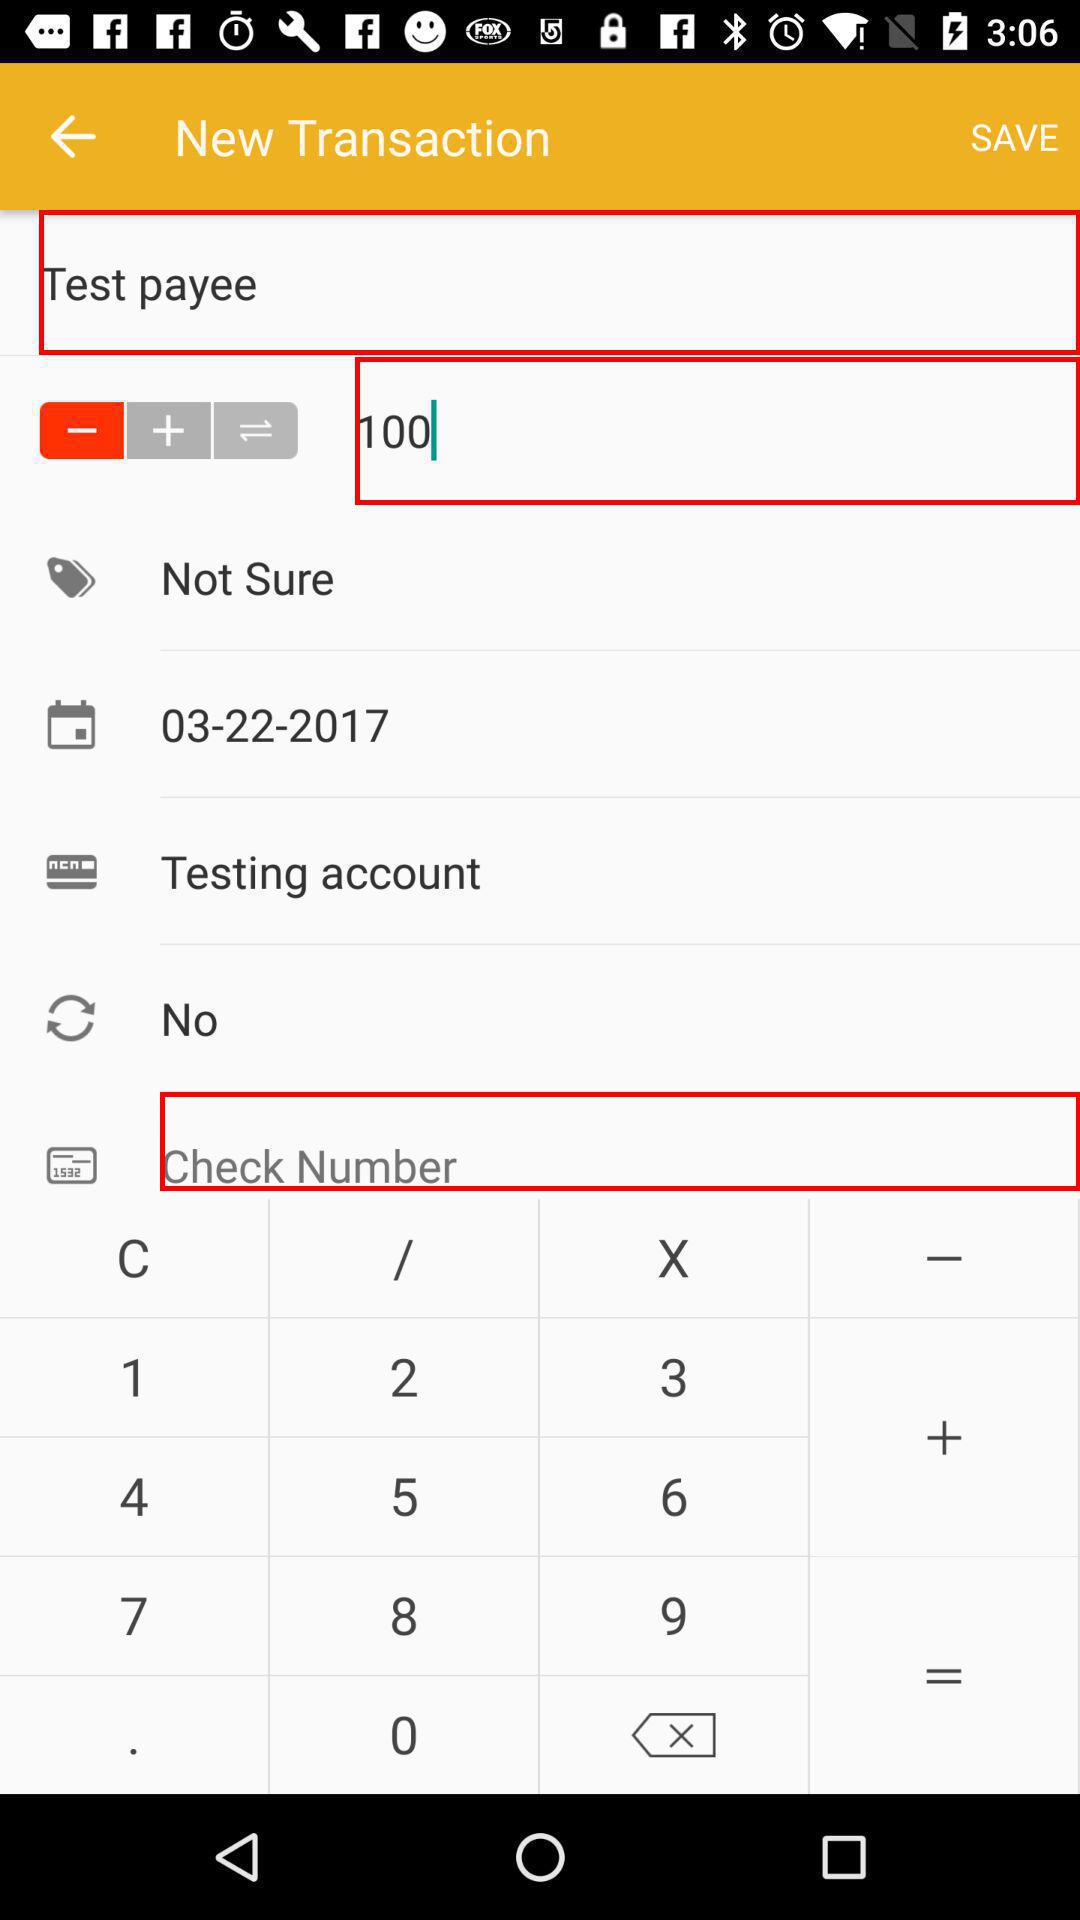 3:06
New Transaction SAVE
Test payee
100
Not Sure
03-22-2017
Testing account
No
1532 Check Number
C / X −
1 2 3
+
4 5 6
7 8 9
=
. 0